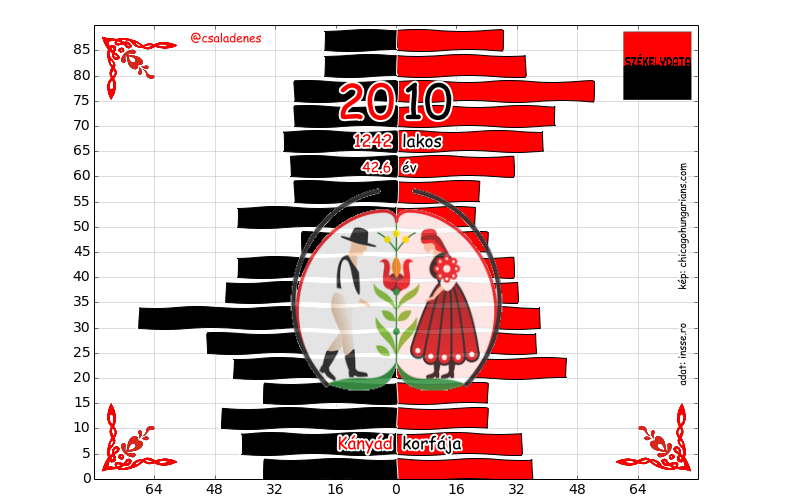 @csaladenes
SZÉKELYDATA
2010
1242 lakos
42.6 év
kép: chicagohungarians.com
adat: insse.ro
Kányád korfája
85
80
75
70
65
60
55
50
45
40
35
30
25
20
15
10
5
0
64 48 32 16 0 16 32 48 64